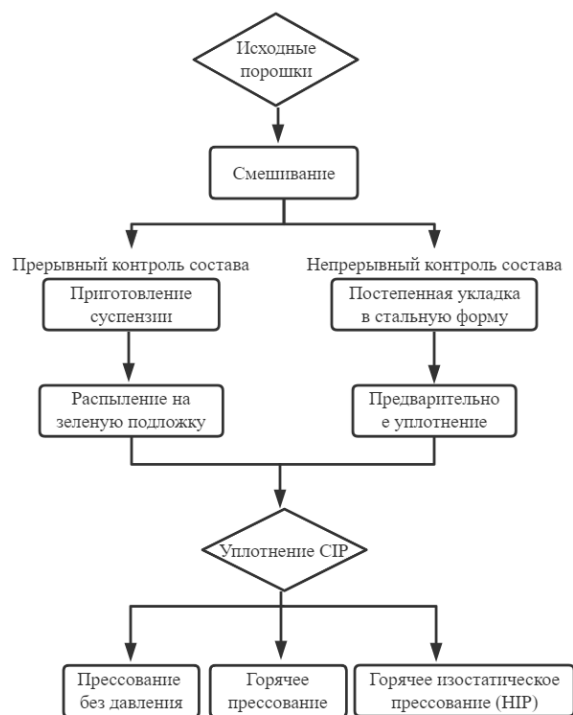 Исходные
порошки
Смешивание
Прерывный контроль состава
Непрерывный контроль состава
Приготовление
суспензии
Постепенная укладка
в стальную форму
Распыление на
зеленую подложку
Предварительно
е уплотнение
Уплотнение CIP
Прессование
без давления
Горячее
прессование
Горячее изостатическое
прессование (HIP)